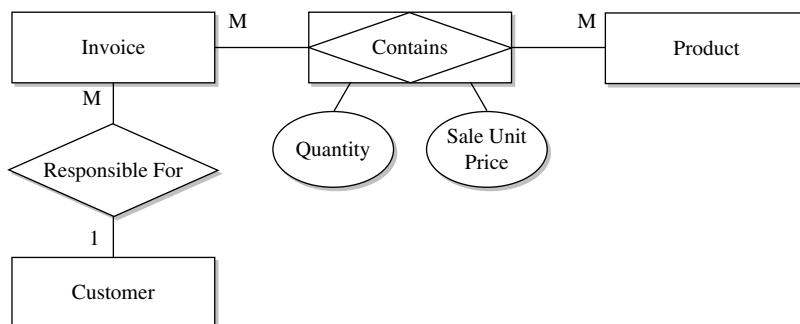 M
M
Invoice
Contains
Product
M
Quantity
Sale Unit
Price
Responsible For
1
Customer